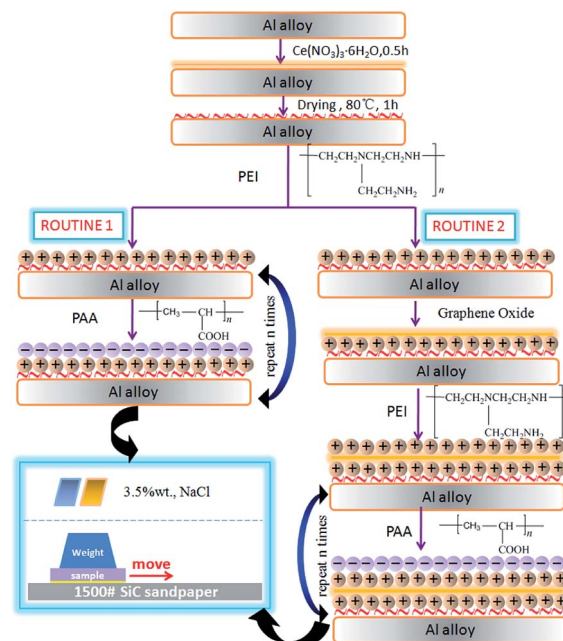 Al alloy
Ce(NO₃)₃·6H₂O,0.5h
Al alloy
Drying , 80℃, 1h
Al alloy
PEI
CH₂CH₂NCH₂CH₂NH
CH₂CH₂NH₂
n
ROUTINE 1
Al alloy
PAA
CH₃
CH
n
COOH
Al alloy
repeat n times
3.5%wt., NaCl
Weight
sample
move
1500# SiC sandpaper
ROUTINE 2
Al alloy
Graphene Oxide
Al alloy
PEI
CH₂CH₂NCH₂CH₂NH
CH₂CH₂NH₂
n
Al alloy
PAA
CH₃
CH
n
COOH
Al alloy
repeat n times